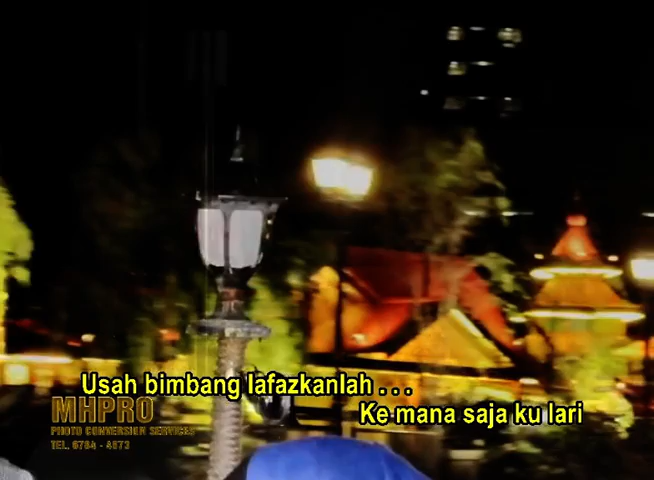 Usah bimbang lafazkanlah . . .
Ke mana saja ku lari
MHPRO
PHOTO CONVERSION SERVICES
TEL. 6784 - 4873